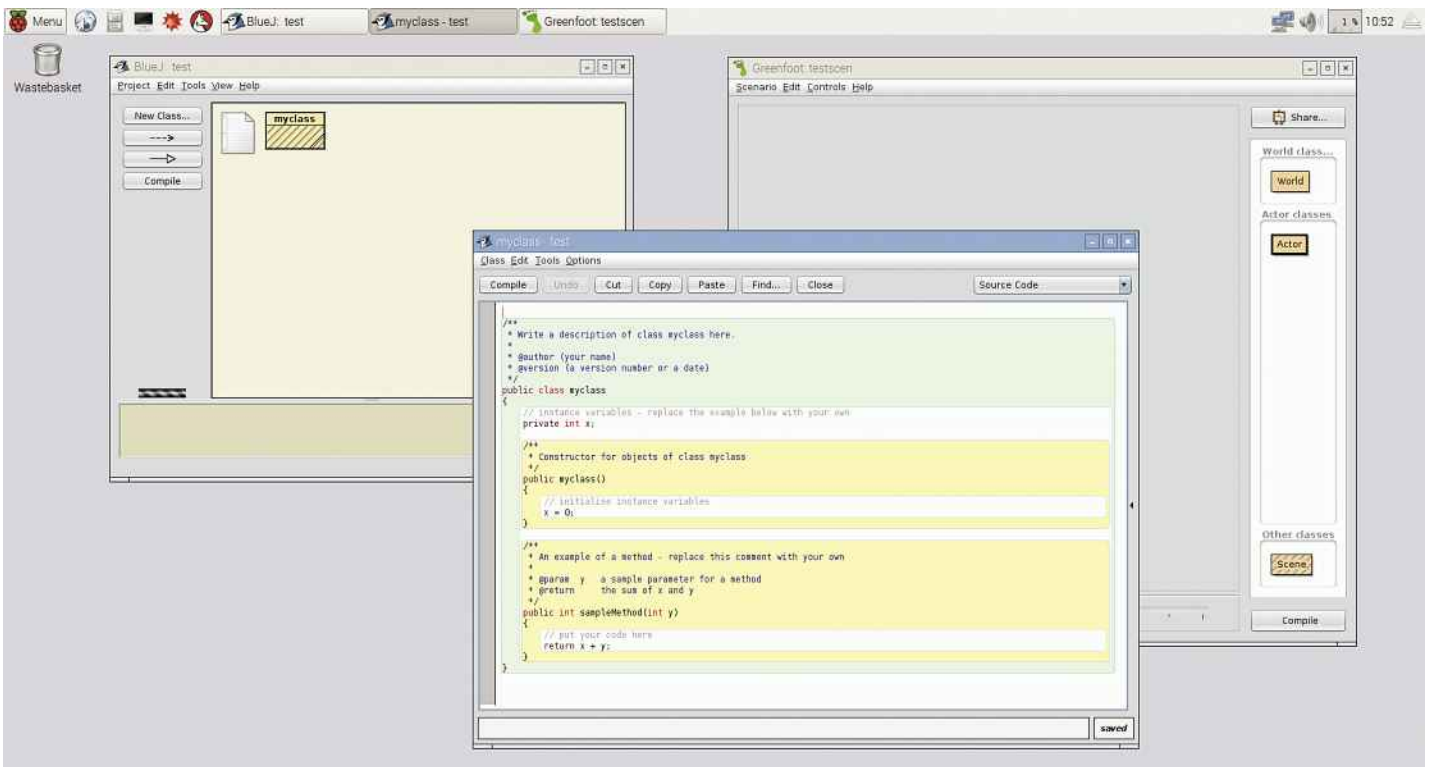 Menu
BlueJ: test
myclass - test
Greenfoot: testscen
1 %
10:52
Wastebasket
BlueJ: test
Project Edit Tools View Help
New Class...
Compile
myclass
Greenfoot: testscen
Scenario Edit Controls Help
Share...
World class...
World
Actor classes
Actor
Other classes
Scene
Compile
myclass - test
Class Edit Tools Options
Compile Undo Cut Copy Paste Find... Close Source Code
/**
 * Write a description of class myclass here.
 *
 * @author (your name)
 * @version (a version number or a date)
 */
public class myclass
{
// instance variables - replace the example below with your own
private int x;
/**
 * Constructor for objects of class myclass
 */
public myclass()
{
// initialise instance variables
x = 0;
}
/**
 * An example of a method - replace this comment with your own
 *
 * @param y a sample parameter for a method
 * @return the sum of x and y
 */
public int sampleMethod(int y)
{
// put your code here
return x + y;
}
}
saved